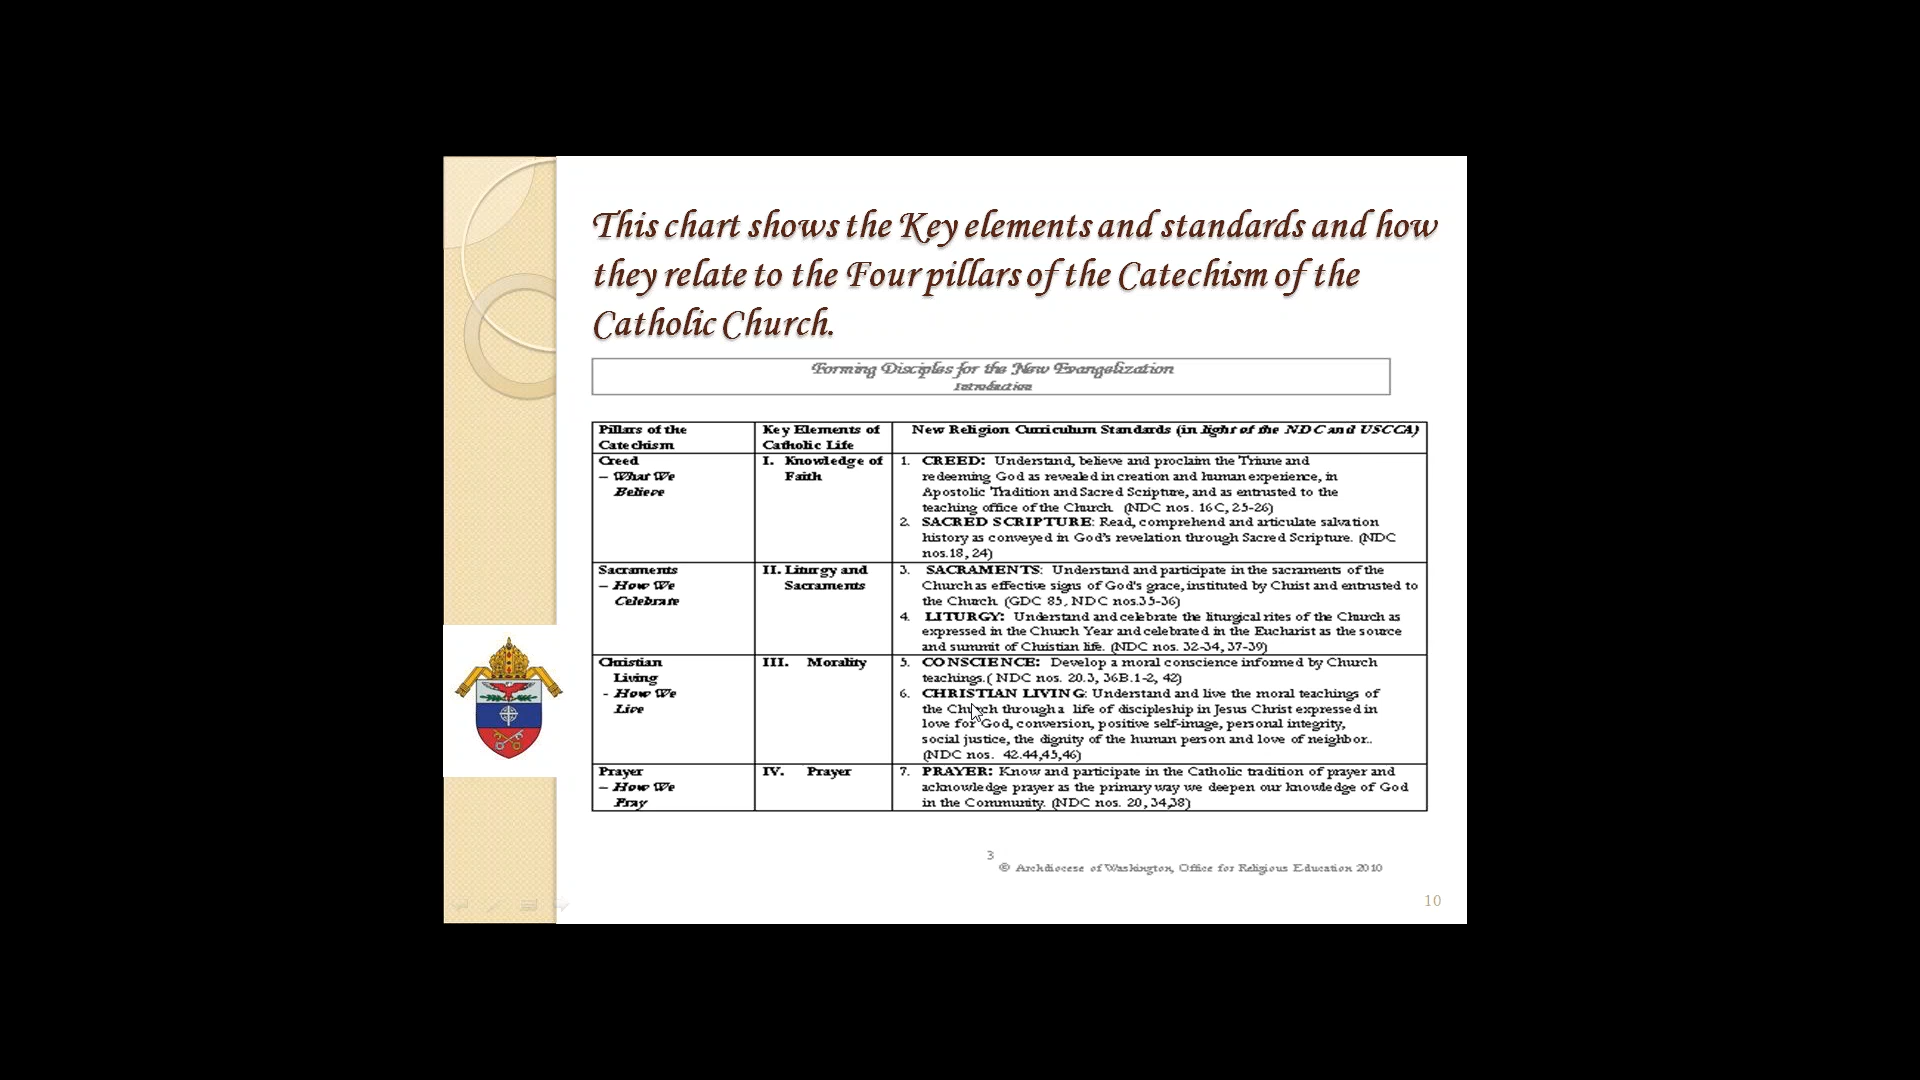 This chart shows the Key elements and standards and how
they relate to the Four pillars of the Catechism of the
Catholic Church.
Forming Disciples for the New Evangelization
Introduction
Pillars of the
Catechism
Key Elements of
Catholic Life
New Religion Curriculum Standards (in light of the NDC and USCCA)
Creed
– What We
Believe
I. Knowledge of
Faith
1. CREED: Understand, believe and proclaim the Triune and
redeeming God as revealed in creation and human experience, in
Apostolic Tradition and Sacred Scripture, and as entrusted to the
teaching office of the Church. (NDC nos. 16C, 25-26)
2. SACRED SCRIPTURE: Read, comprehend and articulate salvation
history as conveyed in God's revelation through Sacred Scripture. (NDC
nos.18, 24)
Sacraments
– How We
Celebrate
II. Liturgy and
Sacraments
3. SACRAMENTS: Understand and participate in the sacraments of the
Church as effective signs of God's grace, instituted by Christ and entrusted to
the Church. (GDC 85, NDC nos.35-36)
4. LITURGY: Understand and celebrate the liturgical rites of the Church as
expressed in the Church Year and celebrated in the Eucharist as the source
and summit of Christian life. (NDC nos. 32-34, 37-39)
Christian
Living
- How We
Live
III. Morality
5. CONSCIENCE: Develop a moral conscience informed by Church
teachings.( NDC nos. 20.3, 36B.1-2, 42)
6. CHRISTIAN LIVING: Understand and live the moral teachings of
the Church through a life of discipleship in Jesus Christ expressed in
love for God, conversion, positive self-image, personal integrity,
social justice, the dignity of the human person and love of neighbor..
(NDC nos. 42.44,45,46)
Prayer
– How We
Pray
IV. Prayer
7. PRAYER: Know and participate in the Catholic tradition of prayer and
acknowledge prayer as the primary way we deepen our knowledge of God
in the Community. (NDC nos. 20, 34,38)
3
© Archdiocese of Washington, Office for Religious Education 2010
10